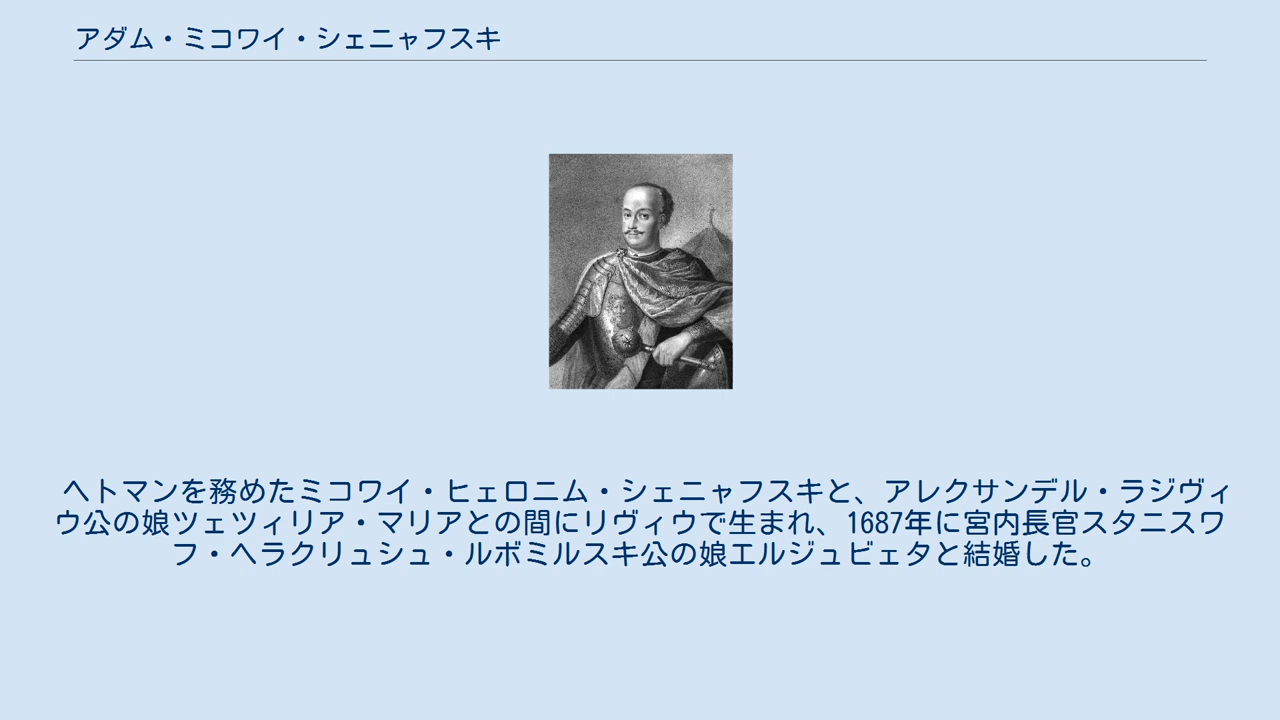 アダム・ミコワイ・シェニャフスキ
ヘトマンを務めたミコワイ・ヒェロニム・シェニャフスキと、アレクサンデル・ラジヴィ
ウ公の娘ツェツィリア・マリアとの間にリヴィウで生まれ、1687年に宮内長官スタニスワ
フ・ヘラクリュシュ・ルボミルスキ公の娘エルジュビェタと結婚した。